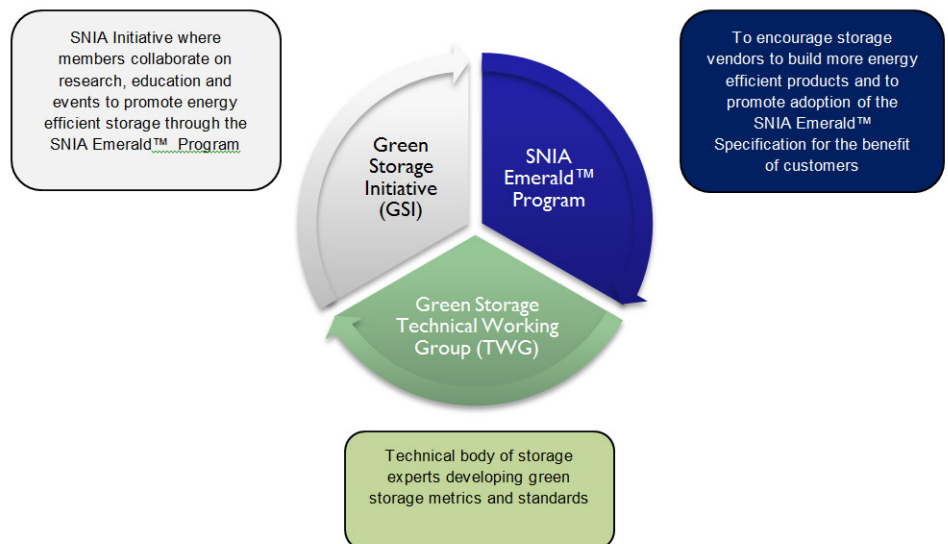 SNIA Initiative where
members collaborate on
research, education and
events to promote energy
efficient storage through the
SNIA Emerald™ Program
To encourage storage
vendors to build more energy
efficient products and to
promote adoption of the
SNIA Emerald™
Specification for the benefit
of customers
Green
Storage
Initiative
(GSI)
SNIA
Emerald™
Program
Green Storage
Technical Working
Group (TWG)
Technical body of storage
experts developing green
storage metrics and standards